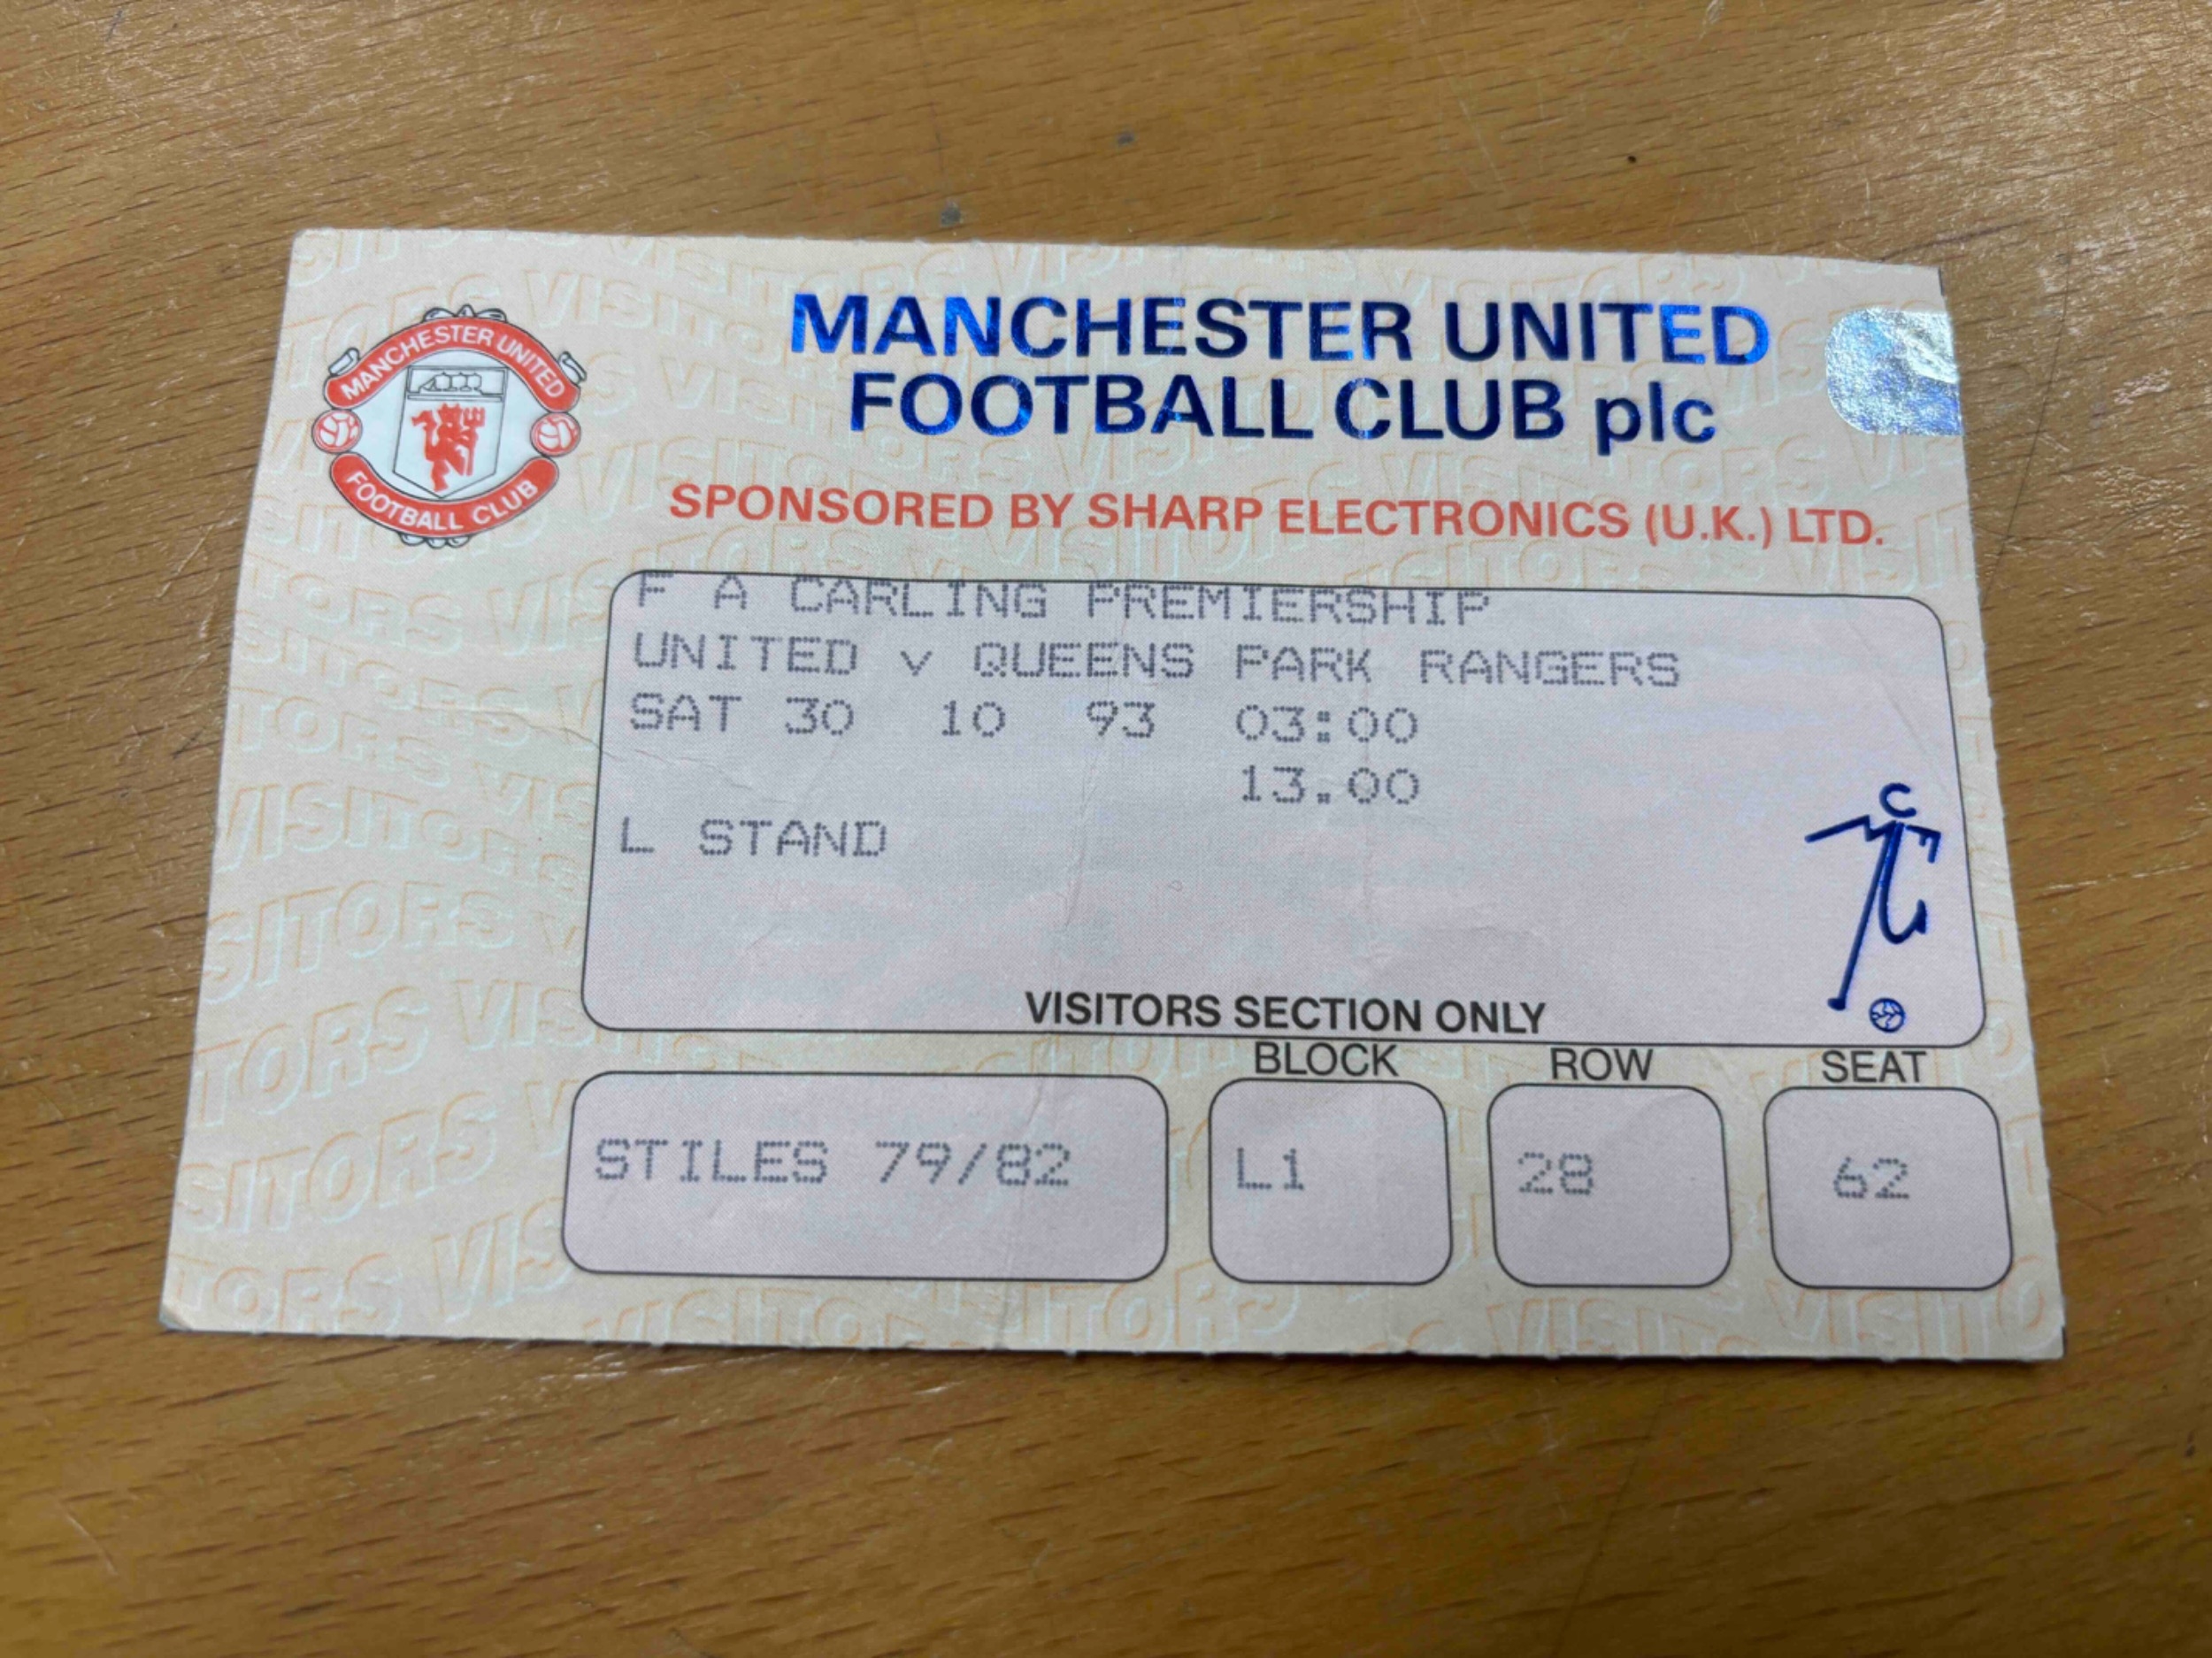 MANCHESTER UNITED
FOOTBALL CLUB
MANCHESTER UNITED
FOOTBALL CLUB plc
SPONSORED BY SHARP ELECTRONICS (U.K.) LTD.
F A CARLING PREMIERSHIP
UNITED v QUEENS PARK RANGERS
SAT 30 10 93 03:00
13.00
L STAND
VISITORS SECTION ONLY
BLOCK ROW SEAT
STILES 79/82 L1 28 62